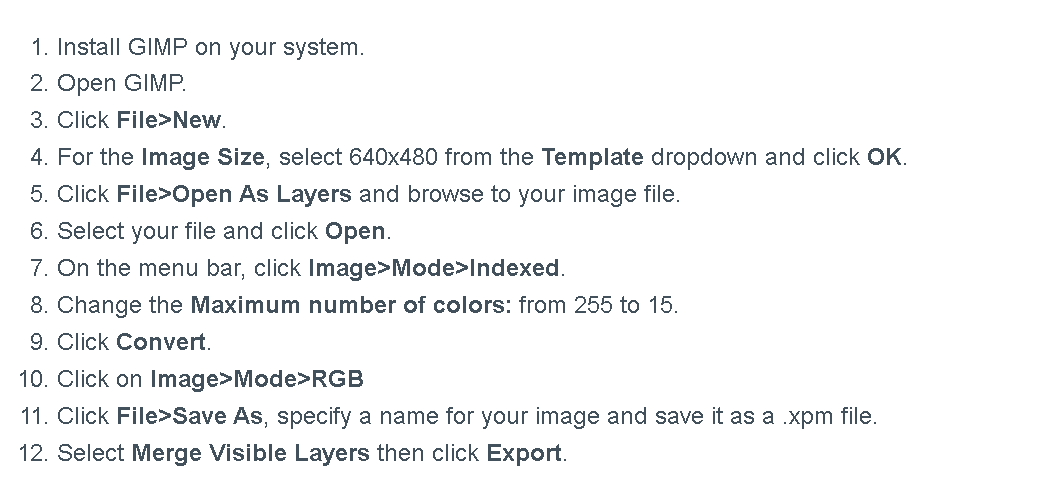 1. Install GIMP on your system.
2. Open GIMP.
3. Click File>New.
4. For the Image Size, select 640x480 from the Template dropdown and click OK.
5. Click File>Open As Layers and browse to your image file.
6. Select your file and click Open.
7. On the menu bar, click Image>Mode>Indexed.
8. Change the Maximum number of colors: from 255 to 15.
9. Click Convert.
10. Click on Image>Mode>RGB
11. Click File>Save As, specify a name for your image and save it as a .xpm file.
12. Select Merge Visible Layers then click Export.